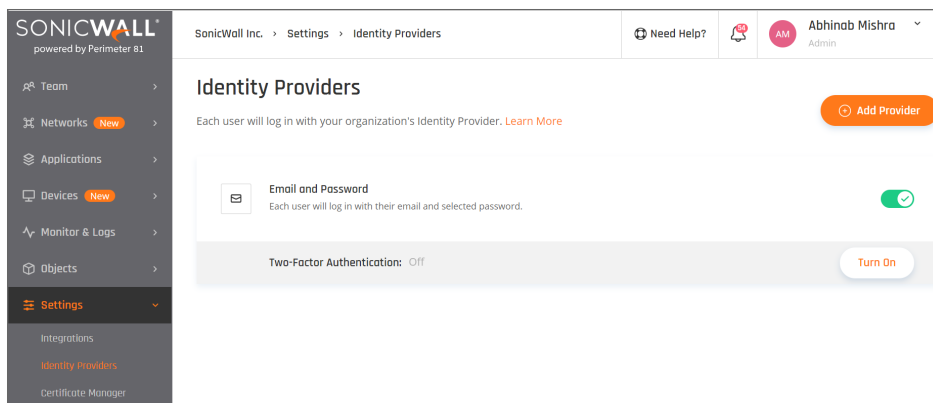 SONICWALL
powered by Perimeter 81
SonicWall Inc. > Settings > Identity Providers
Need Help?
54
AM
Abhinab Mishra
Admin
Team
Networks New
Applications
Devices New
Monitor & Logs
Objects
Settings
Integrations
Identity Providers
Certificate Manager
Identity Providers
Each user will log in with your organization's Identity Provider. Learn More
Add Provider
Email and Password
Each user will log in with their email and selected password.
Two-Factor Authentication: Off
Turn On